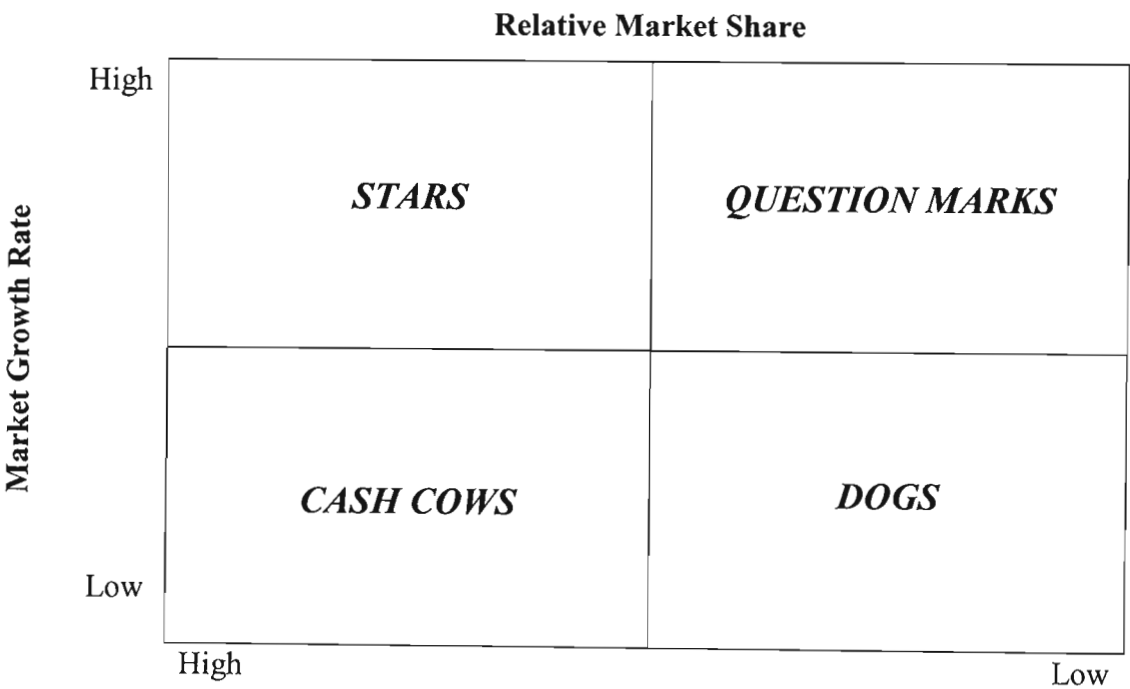 Relative Market Share
High
STARS
QUESTION MARKS
Market Growth Rate
CASH COWS
DOGS
Low
High
Low